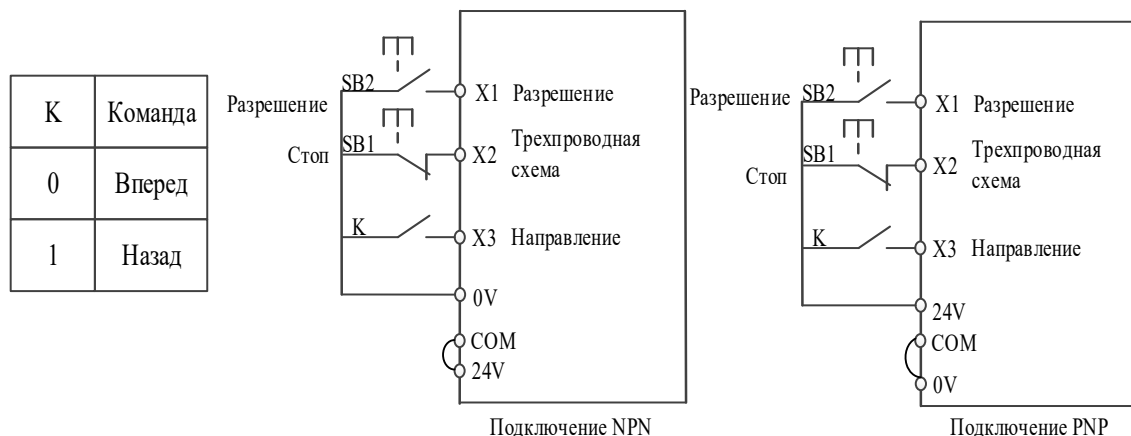 K Команда
0 Вперед
1 Назад
Разрешение
SB2
X1 Разрешение
Стоп
SB1
X2 Трехпроводная
схема
K
X3 Направление
0V
COM
24V
Подключение NPN
Разрешение
SB2
X1 Разрешение
Стоп
SB1
X2 Трехпроводная
схема
K
X3 Направление
24V
COM
0V
Подключение PNP